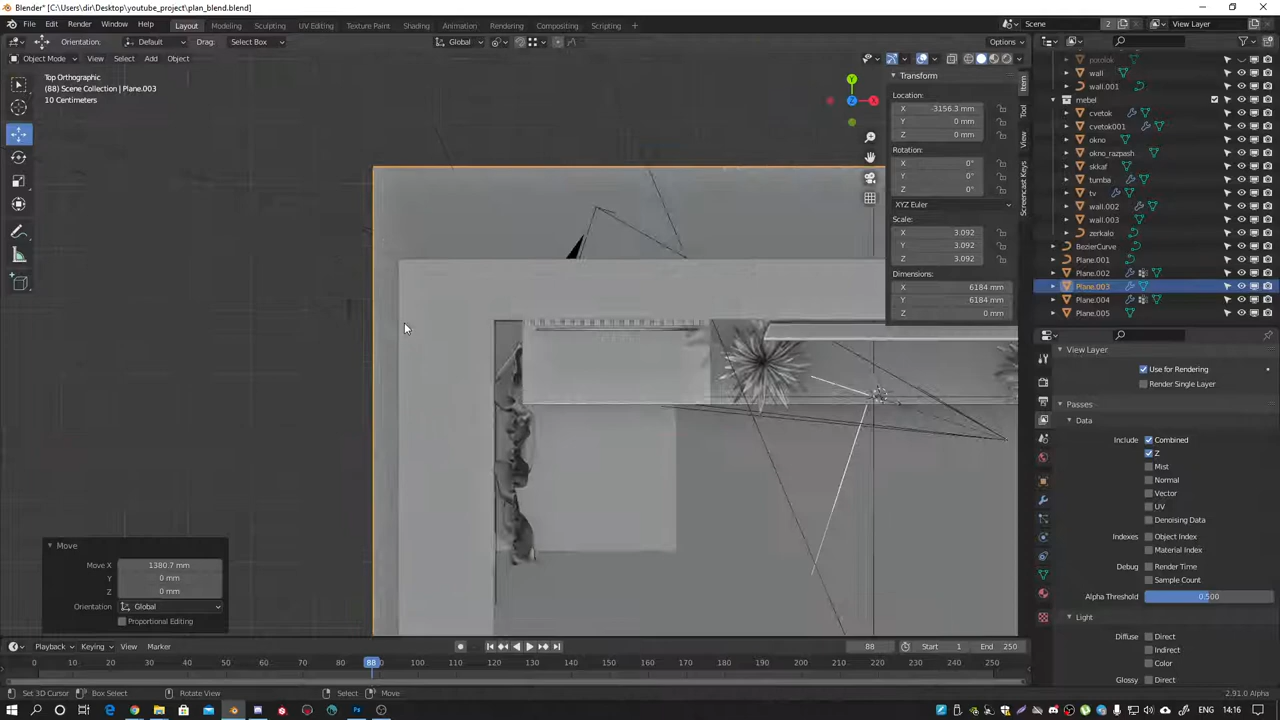 Blender* [C:\Users\dir\Desktop\youtube_project\plan_blend.blend]
File Edit Render Window Help Layout Modeling Sculpting UV Editing Texture Paint Shading Animation Rendering Compositing Scripting + Scene 2 View Layer
Orientation: Default Drag: Select Box Global Options
Object Mode View Select Add Object
Top Orthographic
(88) Scene Collection | Plane.003
10 Centimeters
Y
X
Z
Transform
Location:
X -3156.3 mm
Y 0 mm
Z 0 mm
Rotation:
X 0°
Y 0°
Z 0°
XYZ Euler
Scale:
X 3.092
Y 3.092
Z 3.092
Dimensions:
X 6184 mm
Y 6184 mm
Z 0 mm
Item
Tool
View
Screencast Keys
potolok
wall
wall.001
mebel
cvetok
cvetok001
okno
okno_razpash
skkaf
tumba
tv
wall.002
wall.003
zerkalo
BezierCurve
Plane.001
Plane.002
Plane.003
Plane.004
Plane.005
View Layer
Use for Rendering
Render Single Layer
Passes
Data
Include Combined
Z
Mist
Normal
Vector
UV
Denoising Data
Indexes Object Index
Material Index
Debug Render Time
Sample Count
Alpha Threshold 0.500
Light
Diffuse Direct
Indirect
Color
Glossy Direct
Move
Move X 1380.7 mm
Y 0 mm
Z 0 mm
Orientation Global
Proportional Editing
Playback Keying View Marker 88 Start 1 End 250
0 10 20 30 40 50 60 70 80 88 100 110 120 130 140 150 160 170 180 190 200 210 220 230 240 250
Set 3D Cursor Box Select Rotate View Select Move 2.91.0 Alpha
ENG 14:16